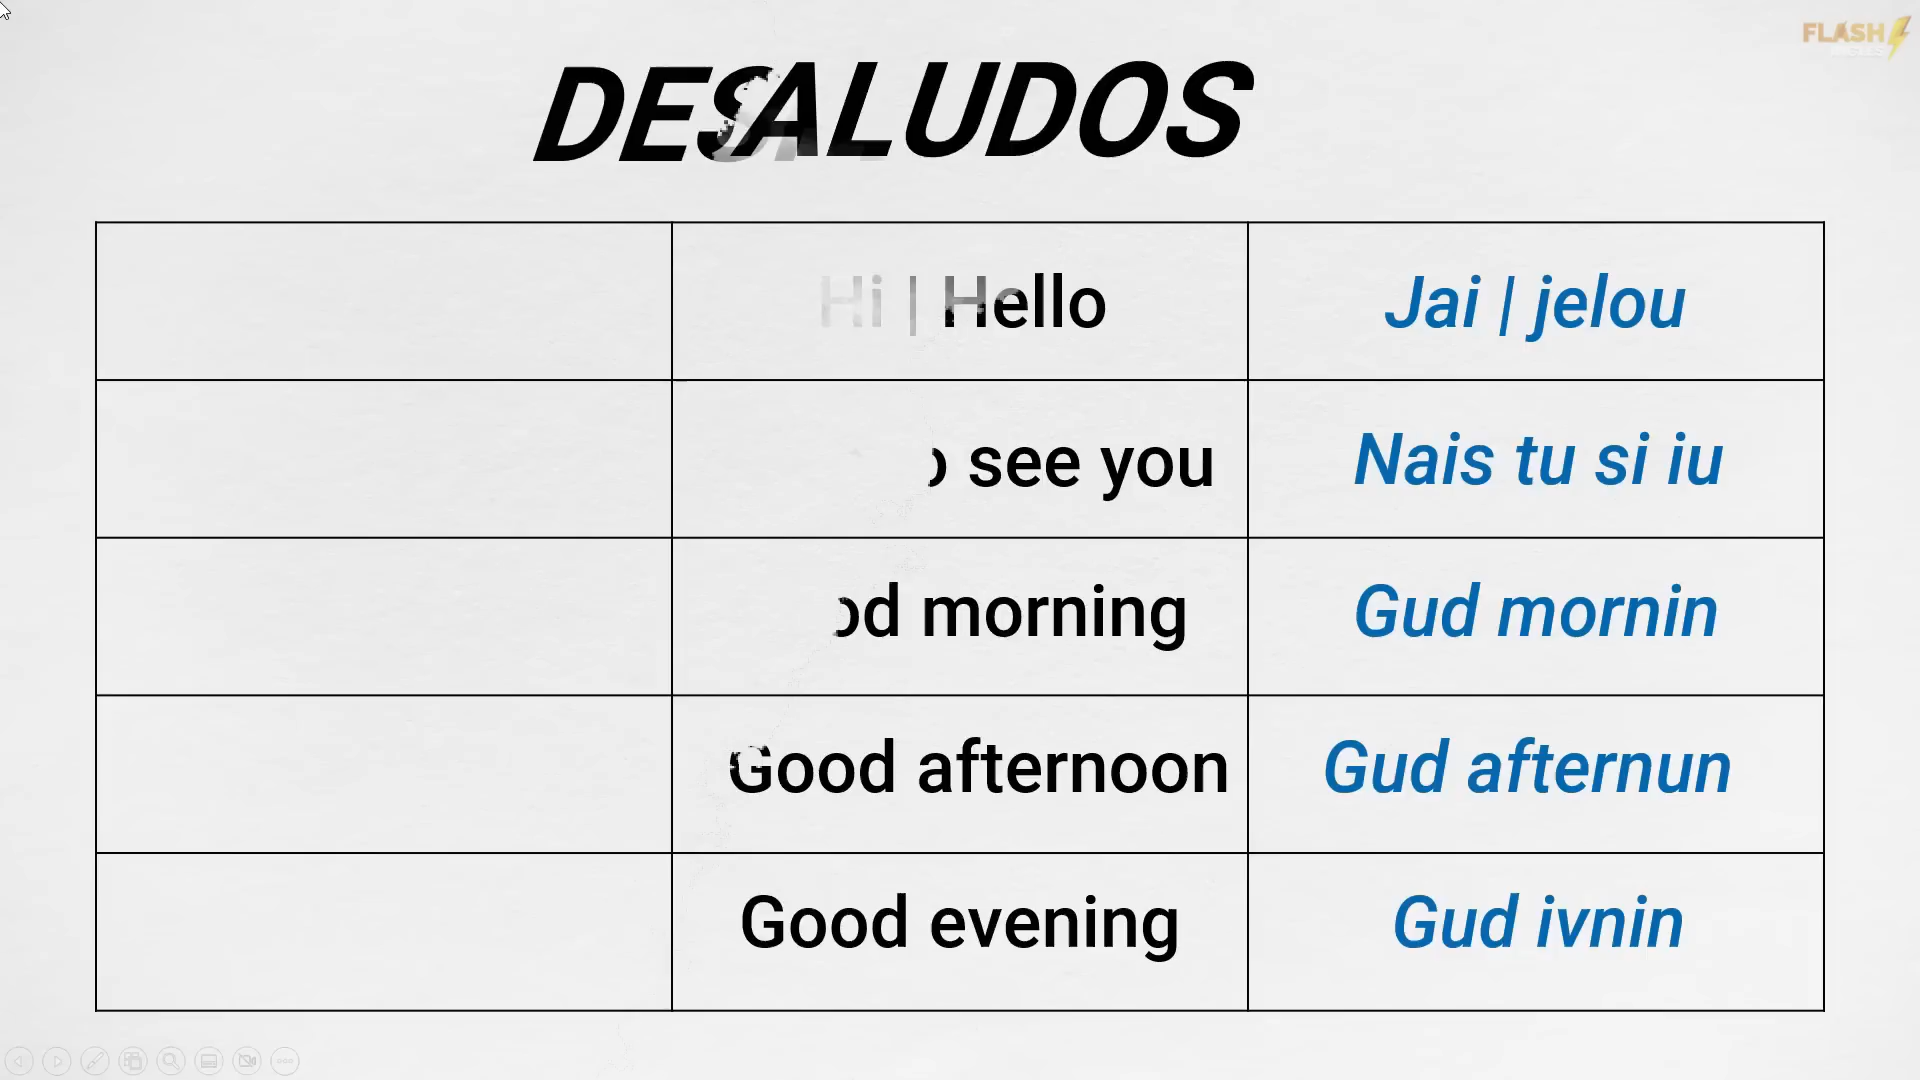 FLASH
INGLÉS
DESALUDOS
Hi | Hello
Jai | jelou
see you
Nais tu si iu
morning
Gud mornin
Good afternoon
Gud afternun
Good evening
Gud ivnin